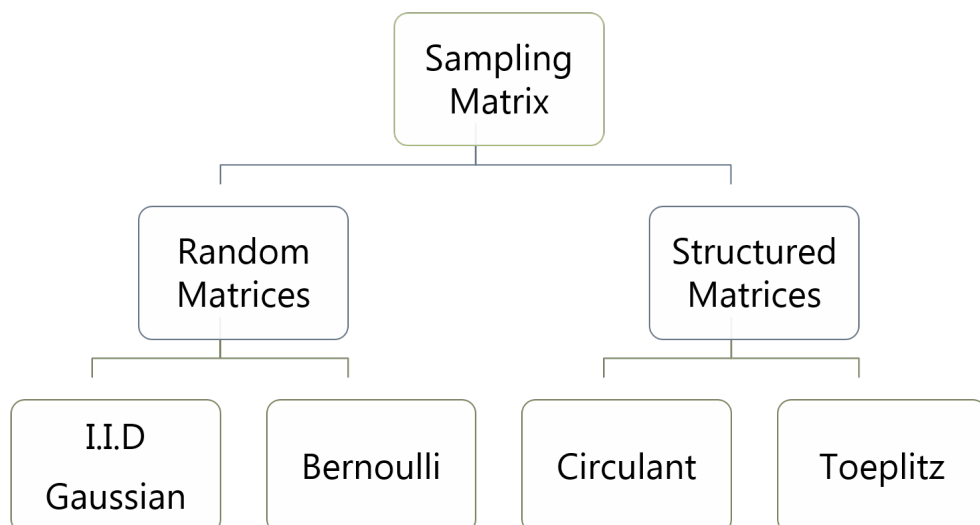 Sampling
Matrix
Random
Matrices
Structured
Matrices
I.I.D
Gaussian
Bernoulli
Circulant
Toeplitz